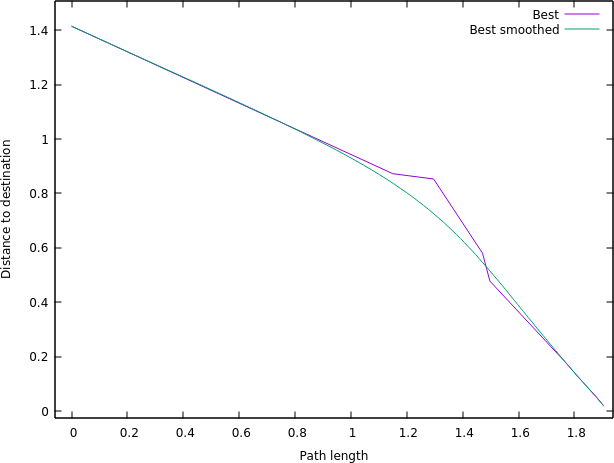 Best
Best smoothed
1.4
1.2
1
0.8
0.6
0.4
0.2
0
Distance to destination
0 0.2 0.4 0.6 0.8 1 1.2 1.4 1.6 1.8
Path length